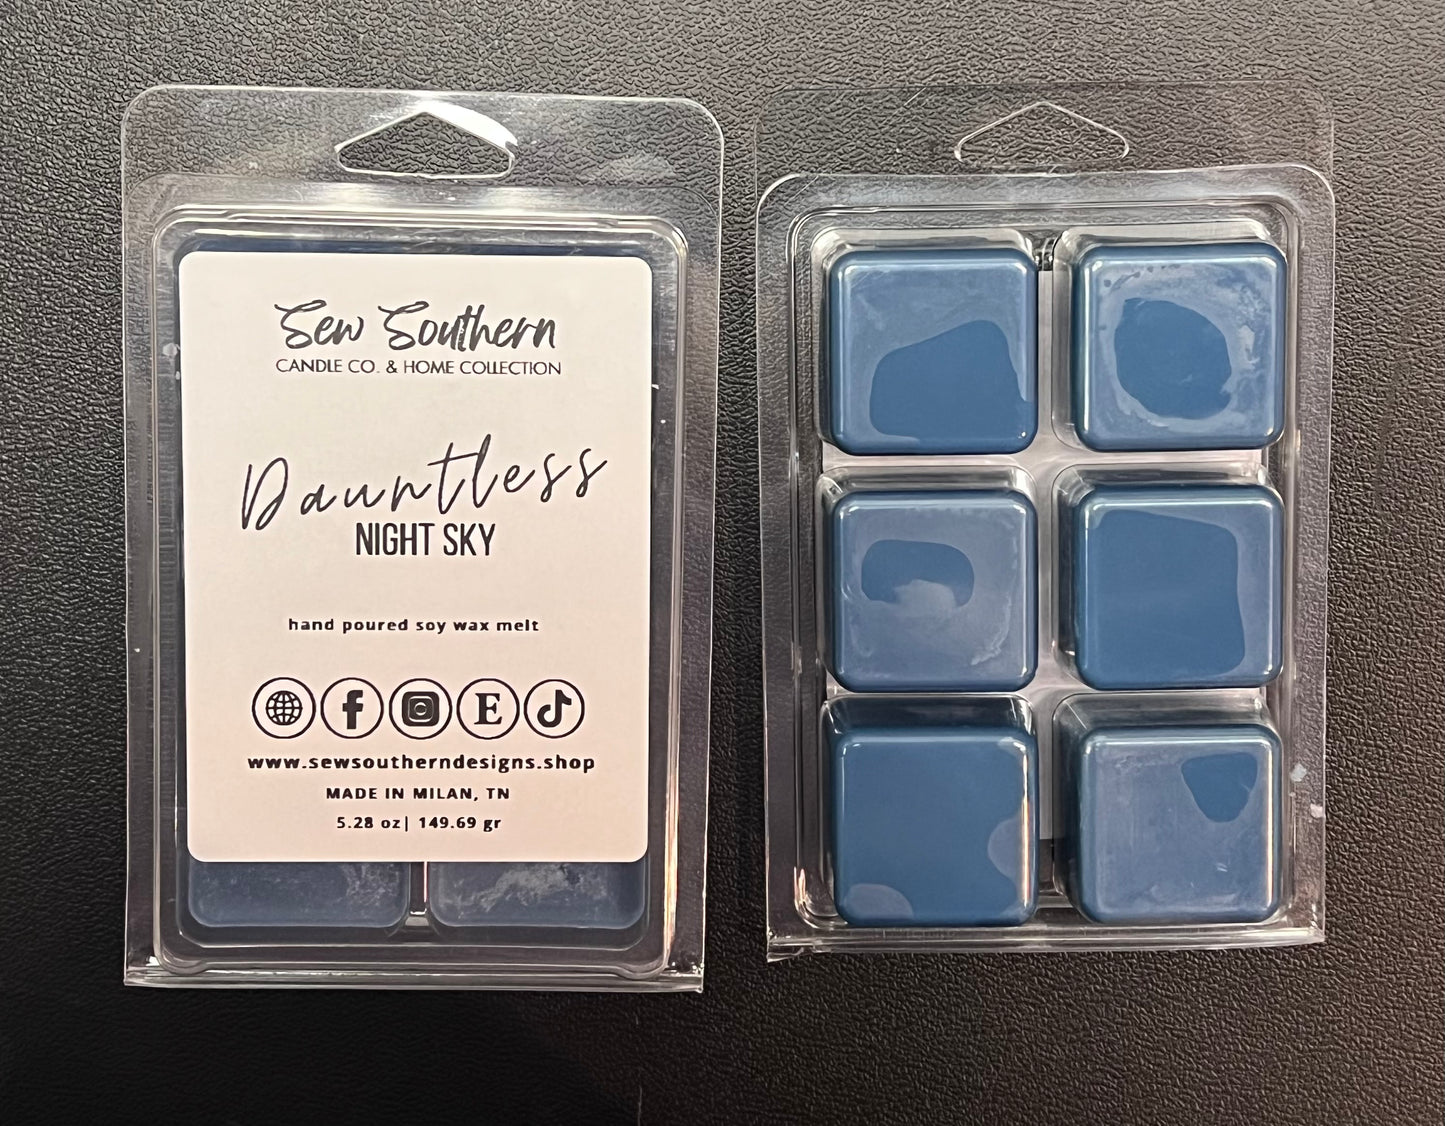 Sew Southern
CANDLE CO. & HOME COLLECTION
Dauntless
NIGHT SKY
hand poured soy wax melt
f E
www.sewsoutherndesigns.shop
MADE IN MILAN, TN
5.28 oz| 149.69 gr